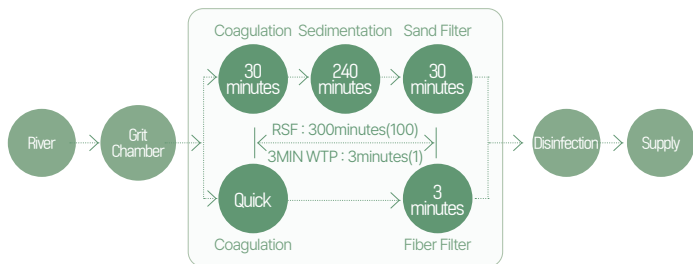 Coagulation Sedimentation Sand Filter
30
minutes
240
minutes
30
minutes
River
Grit
Chamber
RSF : 300minutes(100)
3MIN WTP : 3minutes(1)
Disinfection
Supply
Quick
3
minutes
Coagulation
Fiber Filter